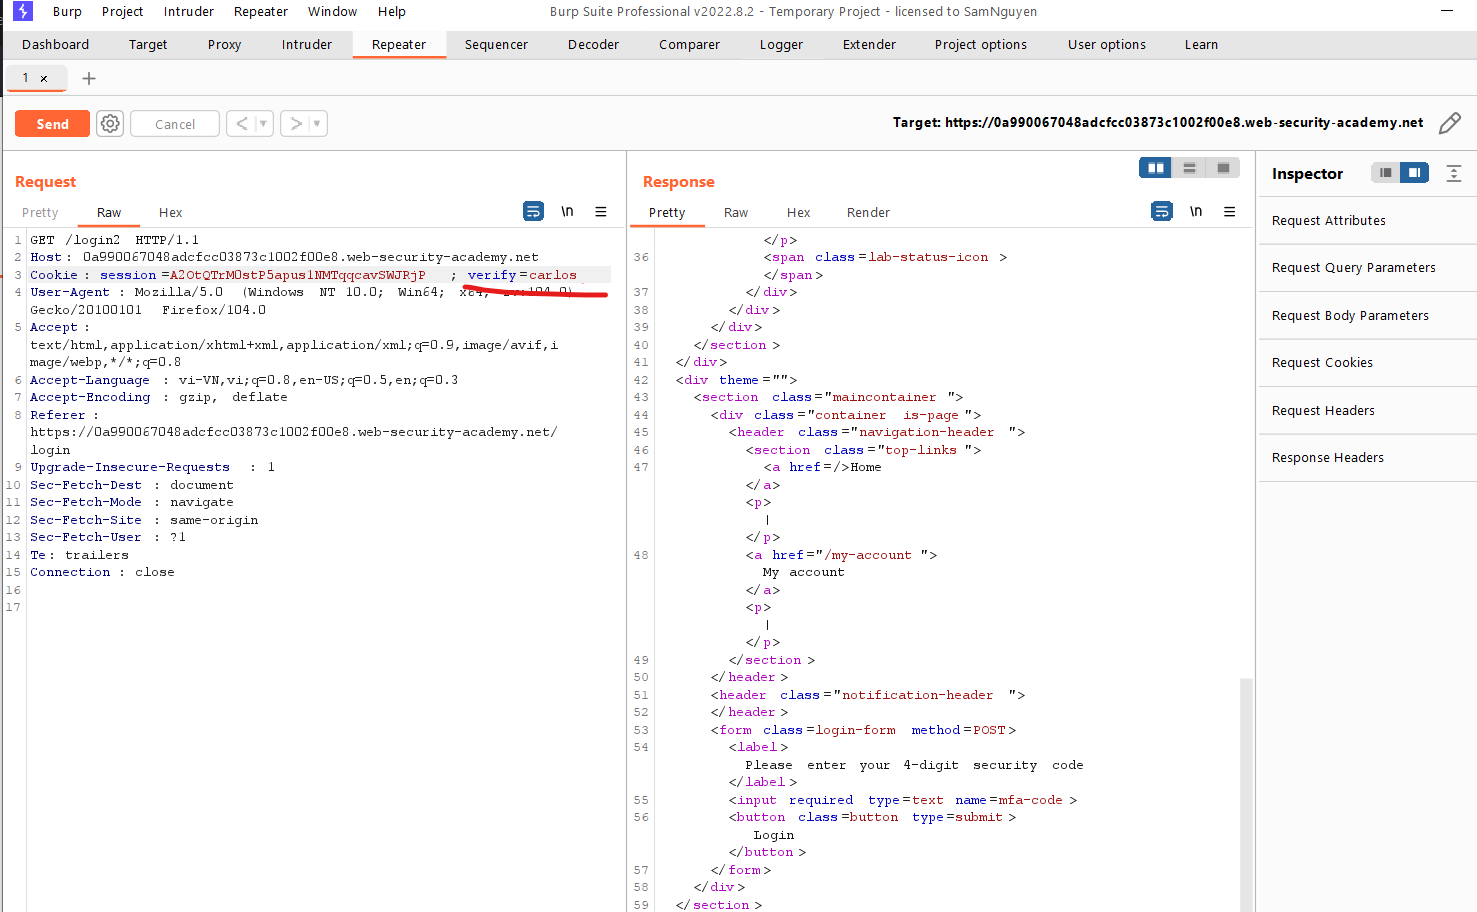 Burp Project Intruder Repeater Window Help Burp Suite Professional v2022.8.2 - Temporary Project - licensed to SamNguyen
Dashboard Target Proxy Intruder Repeater Sequencer Decoder Comparer Logger Extender Project options User options Learn
1 × +
Send Cancel < > Target: https://0a990067048adcfcc03873c1002f00e8.web-security-academy.net
Request
Pretty Raw Hex \n
1 GET /login2 HTTP/1.1
2 Host: 0a990067048adcfcc03873c1002f00e8.web-security-academy.net
3 Cookie: session=A2OtQTrM0stP5apus1NMTqqcavSWJRjP; verify=carlos
4 User-Agent: Mozilla/5.0 (Windows NT 10.0; Win64; x64;
Gecko/20100101 Firefox/104.0
5 Accept:
text/html,application/xhtml+xml,application/xml;q=0.9,image/avif,i
mage/webp,*/*;q=0.8
6 Accept-Language: vi-VN,vi;q=0.8,en-US;q=0.5,en;q=0.3
7 Accept-Encoding: gzip, deflate
8 Referer:
https://0a990067048adcfcc03873c1002f00e8.web-security-academy.net/
login
9 Upgrade-Insecure-Requests: 1
10 Sec-Fetch-Dest: document
11 Sec-Fetch-Mode: navigate
12 Sec-Fetch-Site: same-origin
13 Sec-Fetch-User: ?1
14 Te: trailers
15 Connection: close
16
17
Response
Pretty Raw Hex Render \n
</p>
36 <span class=lab-status-icon>
</span>
37 </div>
38 </div>
39 </div>
40 </section>
41 </div>
42 <div theme="">
43 <section class="maincontainer">
44 <div class="container is-page">
45 <header class="navigation-header">
46 <section class="top-links">
47 <a href=/>Home
</a>
<p>
|
</p>
48 <a href="/my-account">
My account
</a>
<p>
|
</p>
49 </section>
50 </header>
51 <header class="notification-header">
52 </header>
53 <form class=login-form method=POST>
54 <label>
Please enter your 4-digit security code
</label>
55 <input required type=text name=mfa-code>
56 <button class=button type=submit>
Login
</button>
57 </form>
58 </div>
59 </section>
Inspector
Request Attributes
Request Query Parameters
Request Body Parameters
Request Cookies
Request Headers
Response Headers